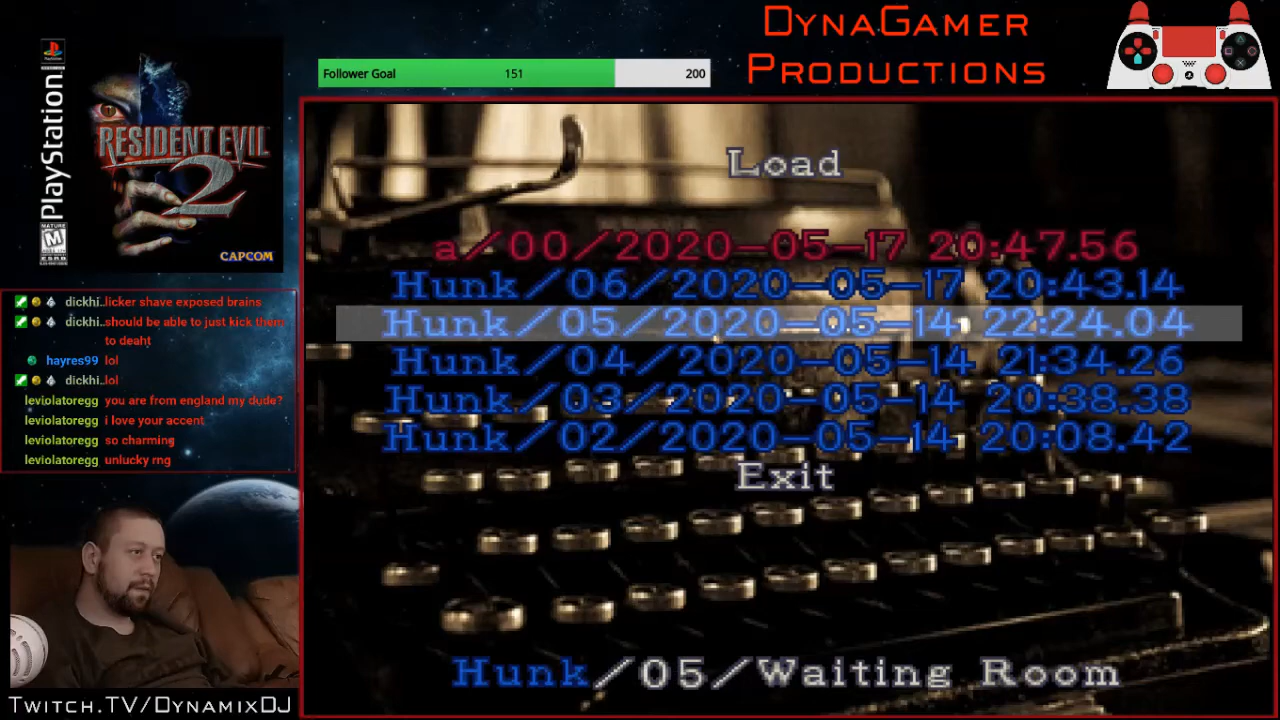 DynaGamer
Productions
Follower Goal 151 200
PlayStation
RESIDENT EVIL
2
CAPCOM
MATURE
M
ESRB
Load
a/00/2020-05-17 20:47.56
Hunk/06/2020-05-17 20:43.14
Hunk/05/2020-05-14 22:24.04
Hunk/04/2020-05-14 21:34.26
Hunk/03/2020-05-14 20:38.38
Hunk/02/2020-05-14 20:08.42
Exit
Hunk/05/Waiting Room
dickhi..licker shave exposed brains
dickhi..should be able to just kick them
to deaht
hayres99 lol
dickhi..lol
leviolatoregg you are from england my dude?
leviolatoregg i love your accent
leviolatoregg so charming
leviolatoregg unlucky rng
Twitch.TV/DynamixDJ